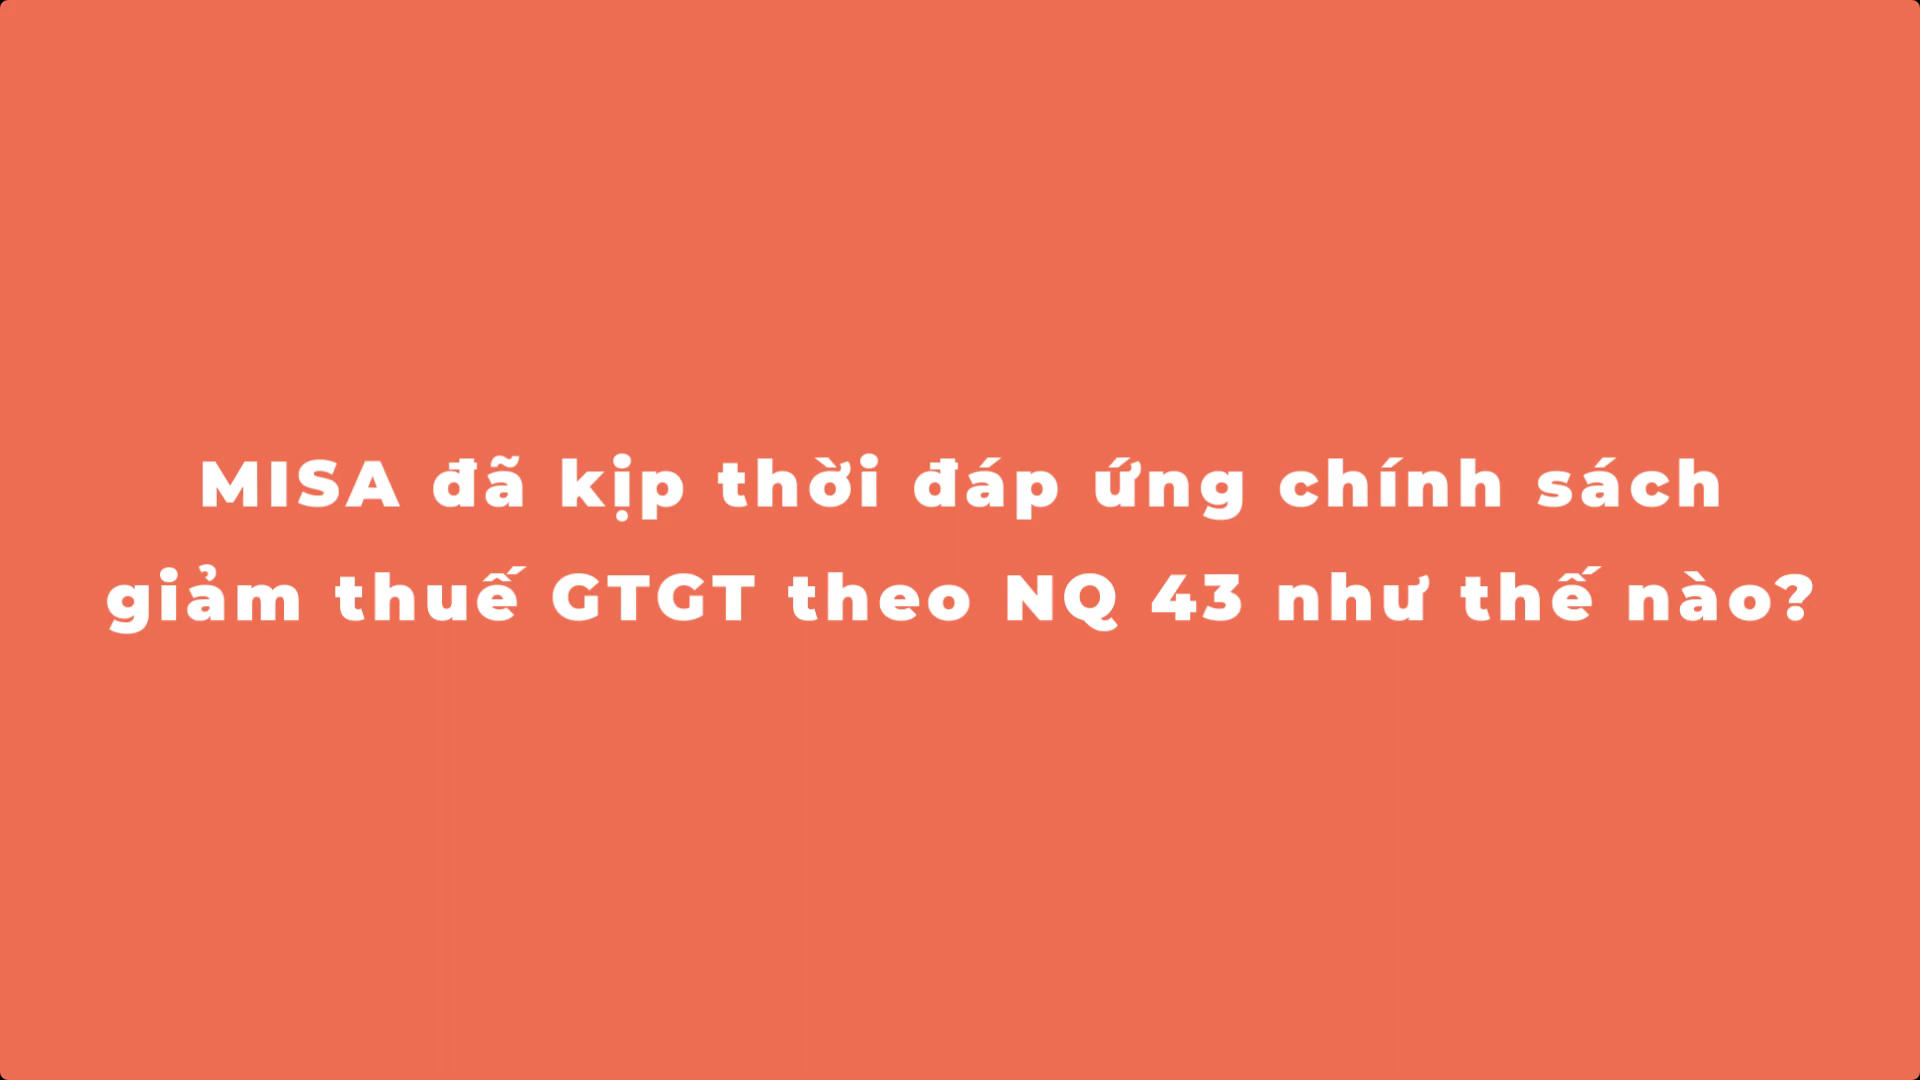 MISA đã kịp thời đáp ứng chính sách
giảm thuế GTGT theo NQ 43 như thế nào?